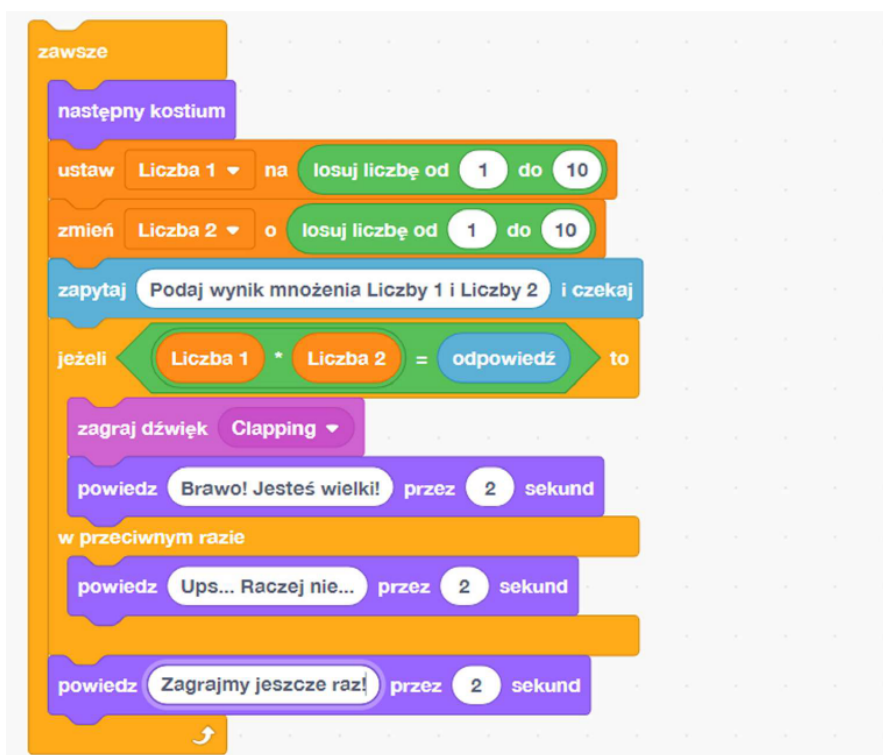 zawsze
następny kostium
ustaw Liczba 1 na losuj liczbę od 1 do 10
zmień Liczba 2 o losuj liczbę od 1 do 10
zapytaj Podaj wynik mnożenia Liczby 1 i Liczby 2 i czekaj
jeżeli Liczba 1 * Liczba 2 = odpowiedź to
zagraj dźwięk Clapping
powiedz Brawo! Jesteś wielki! przez 2 sekund
w przeciwnym razie
powiedz Ups... Raczej nie... przez 2 sekund
powiedz Zagrajmy jeszcze raz! przez 2 sekund